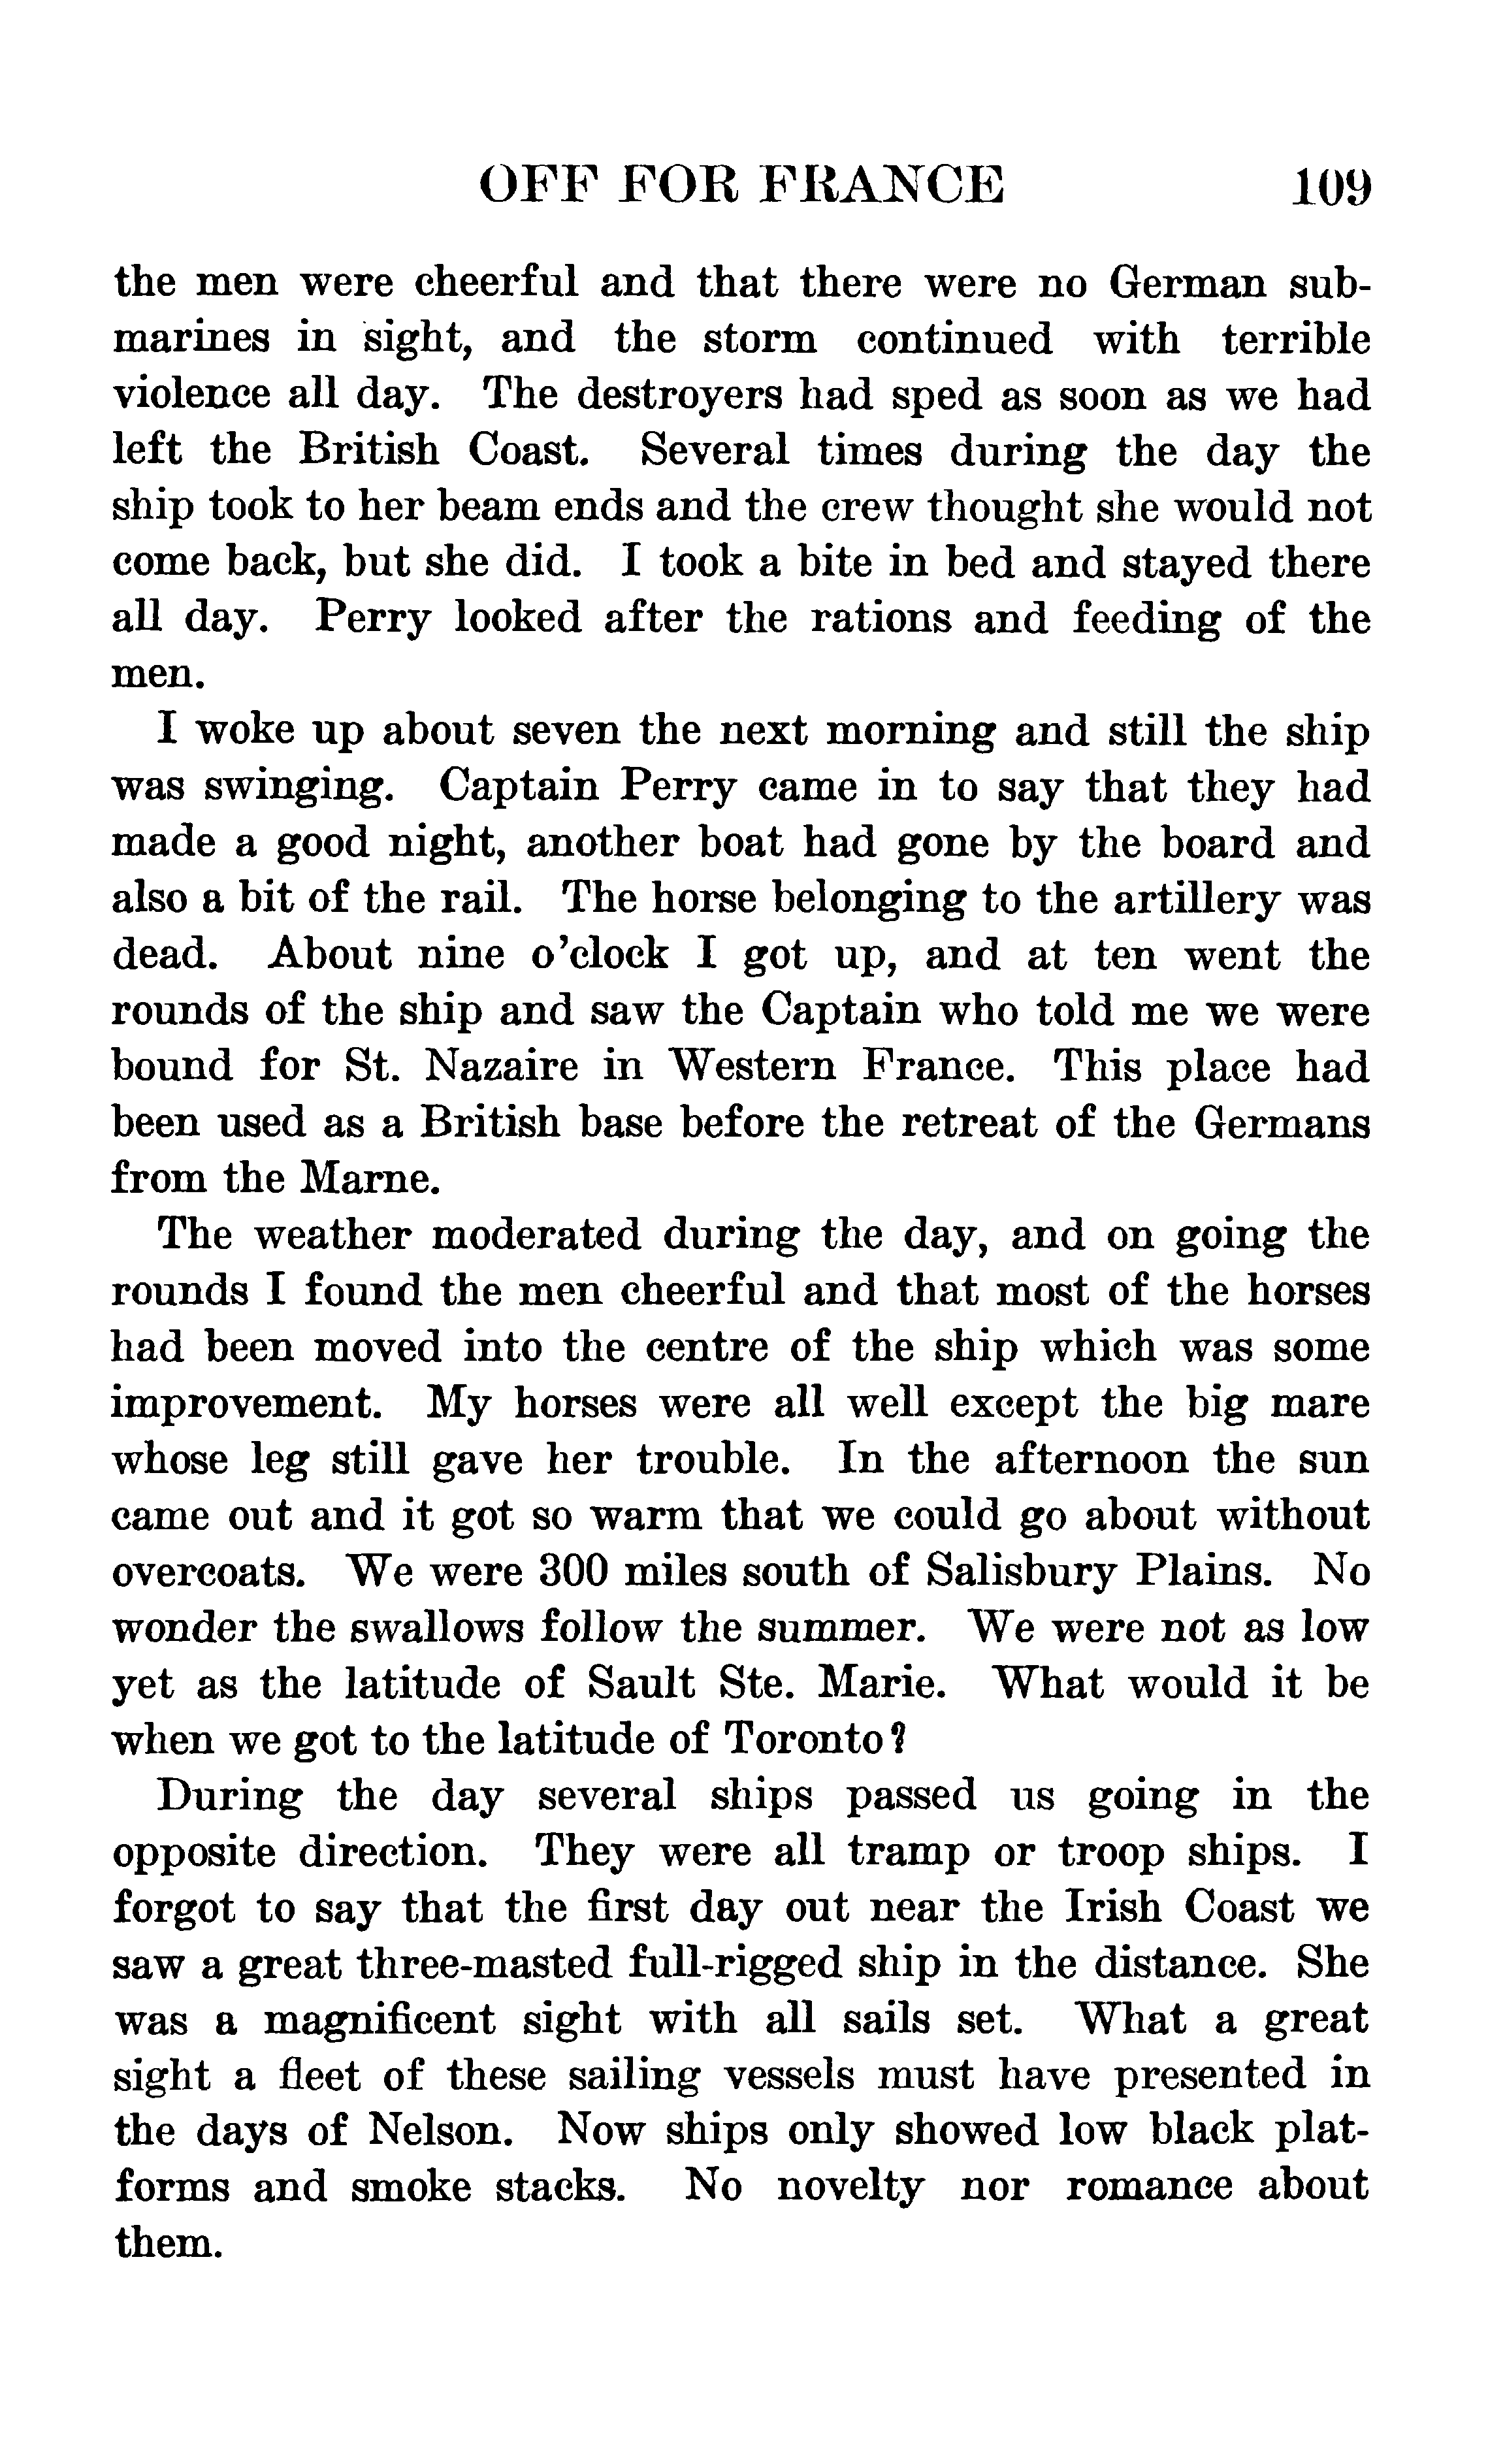 OFF FOR FRANCE 109
the men were cheerful and that there were no German sub-
marines in sight, and the storm continued with terrible
violence all day. The destroyers had sped as soon as we had
left the British Coast. Several times during the day the
ship took to her beam ends and the crew thought she would not
come back, but she did. I took a bite in bed and stayed there
all day. Perry looked after the rations and feeding of the
men.
I woke up about seven the next morning and still the ship
was swinging. Captain Perry came in to say that they had
made a good night, another boat had gone by the board and
also a bit of the rail. The horse belonging to the artillery was
dead. About nine o'clock I got up, and at ten went the
rounds of the ship and saw the Captain who told me we were
bound for St. Nazaire in Western France. This place had
been used as a British base before the retreat of the Germans
from the Marne.
The weather moderated during the day, and on going the
rounds I found the men cheerful and that most of the horses
had been moved into the centre of the ship which was some
improvement. My horses were all well except the big mare
whose leg still gave her trouble. In the afternoon the sun
came out and it got so warm that we could go about without
overcoats. We were 300 miles south of Salisbury Plains. No
wonder the swallows follow the summer. We were not as low
yet as the latitude of Sault Ste. Marie. What would it be
when we got to the latitude of Toronto?
During the day several ships passed us going in the
opposite direction. They were all tramp or troop ships. I
forgot to say that the first day out near the Irish Coast we
saw a great three-masted full-rigged ship in the distance. She
was a magnificent sight with all sails set. What a great
sight a fleet of these sailing vessels must have presented in
the days of Nelson. Now ships only showed low black plat-
forms and smoke stacks. No novelty nor romance about
them.